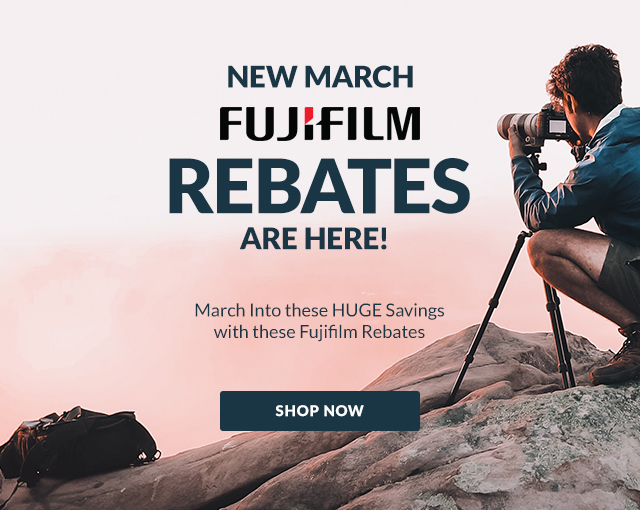 NEW MARCH
FUJIFILM
REBATES
ARE HERE!
March Into these HUGE Savings
with these Fujifilm Rebates
SHOP NOW